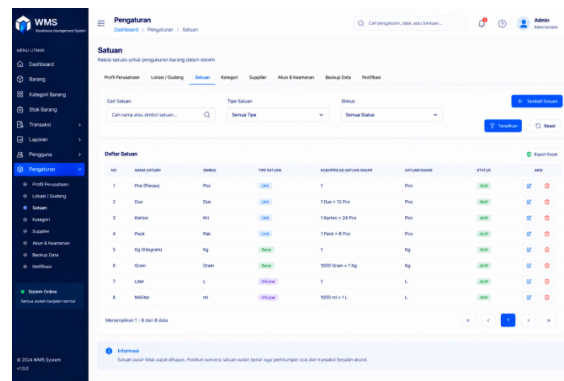 WMS
Warehouse Management System
Pengaturan
Dashboard > Pengaturan > Satuan
Cari pengaturan, data, atau bantuan...
Admin
Administrator
MENU UTAMA
Dashboard
Barang
Kategori Barang
Stok Barang
Transaksi
Laporan
Pengguna
Pengaturan
Profil Perusahaan
Lokasi / Gudang
Satuan
Kategori
Supplier
Akun & Keamanan
Backup Data
Notifikasi
Sistem Online
Semua sistem berjalan normal
© 2024 WMS System
v1.0.0
Satuan
Kelola satuan untuk pengukuran barang dalam sistem
Profil Perusahaan Lokasi / Gudang Satuan Kategori Supplier Akun & Keamanan Backup Data Notifikasi
Cari Satuan Tipe Satuan Status
Cari nama atau simbol satuan... Semua Tipe Semua Status
+ Tambah Satuan
Tampilkan Reset
Daftar Satuan Export Excel
NO NAMA SATUAN SIMBOL TIPE SATUAN KONVERSI KE SATUAN DASAR SATUAN DASAR STATUS AKSI
1 Pcs (Pieces) Pcs Unit 1 Pcs Aktif
2 Dus Dus Unit 1 Dus = 12 Pcs Pcs Aktif
3 Karton Krt Unit 1 Karton = 24 Pcs Pcs Aktif
4 Pack Pak Unit 1 Pack = 6 Pcs Pcs Aktif
5 Kg (Kilogram) Kg Berat 1 Kg Aktif
6 Gram Gram Berat 1000 Gram = 1 Kg Kg Aktif
7 Liter L Volume 1 L Aktif
8 Mililiter ml Volume 1000 ml = 1 L L Aktif
Menampilkan 1 - 8 dari 8 data
« ‹ 1 › »
Informasi
Satuan dasar tidak dapat dihapus. Pastikan konversi satuan sudah benar agar perhitungan stok dan transaksi berjalan akurat.